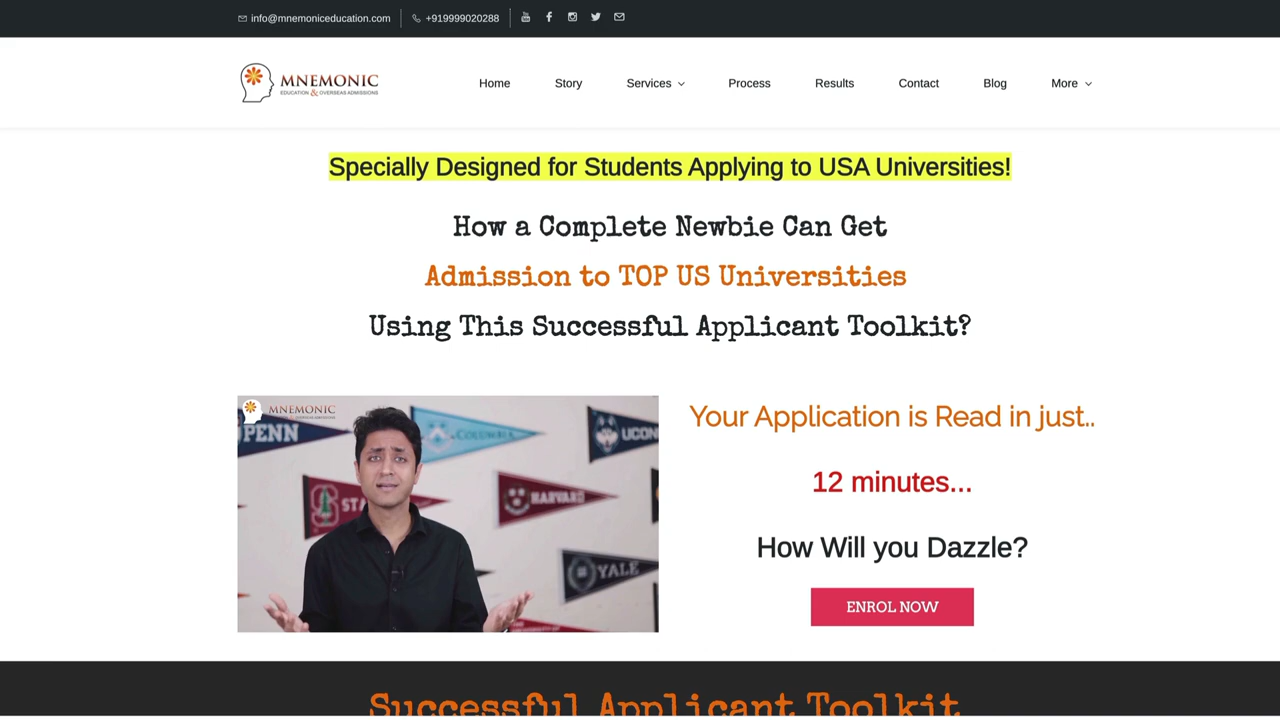 info@mnemoniceducation.com
+919999020288
MNEMONIC
EDUCATION & OVERSEAS ADMISSIONS
Home Story Services Process Results Contact Blog More
Specially Designed for Students Applying to USA Universities!
How a Complete Newbie Can Get
Admission to TOP US Universities
Using This Successful Applicant Toolkit?
MNEMONIC
PENN
COLUMBIA
UCON
STA
HARVARD
YALE
Your Application is Read in just..
12 minutes...
How Will you Dazzle?
ENROL NOW
Successful Applicant Toolkit